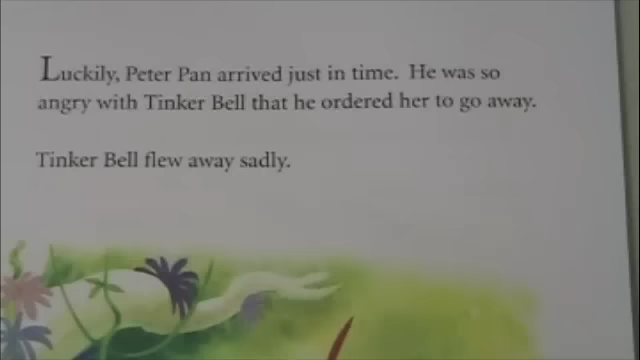 Luckily, Peter Pan arrived just in time. He was so
angry with Tinker Bell that he ordered her to go away.
Tinker Bell flew away sadly.